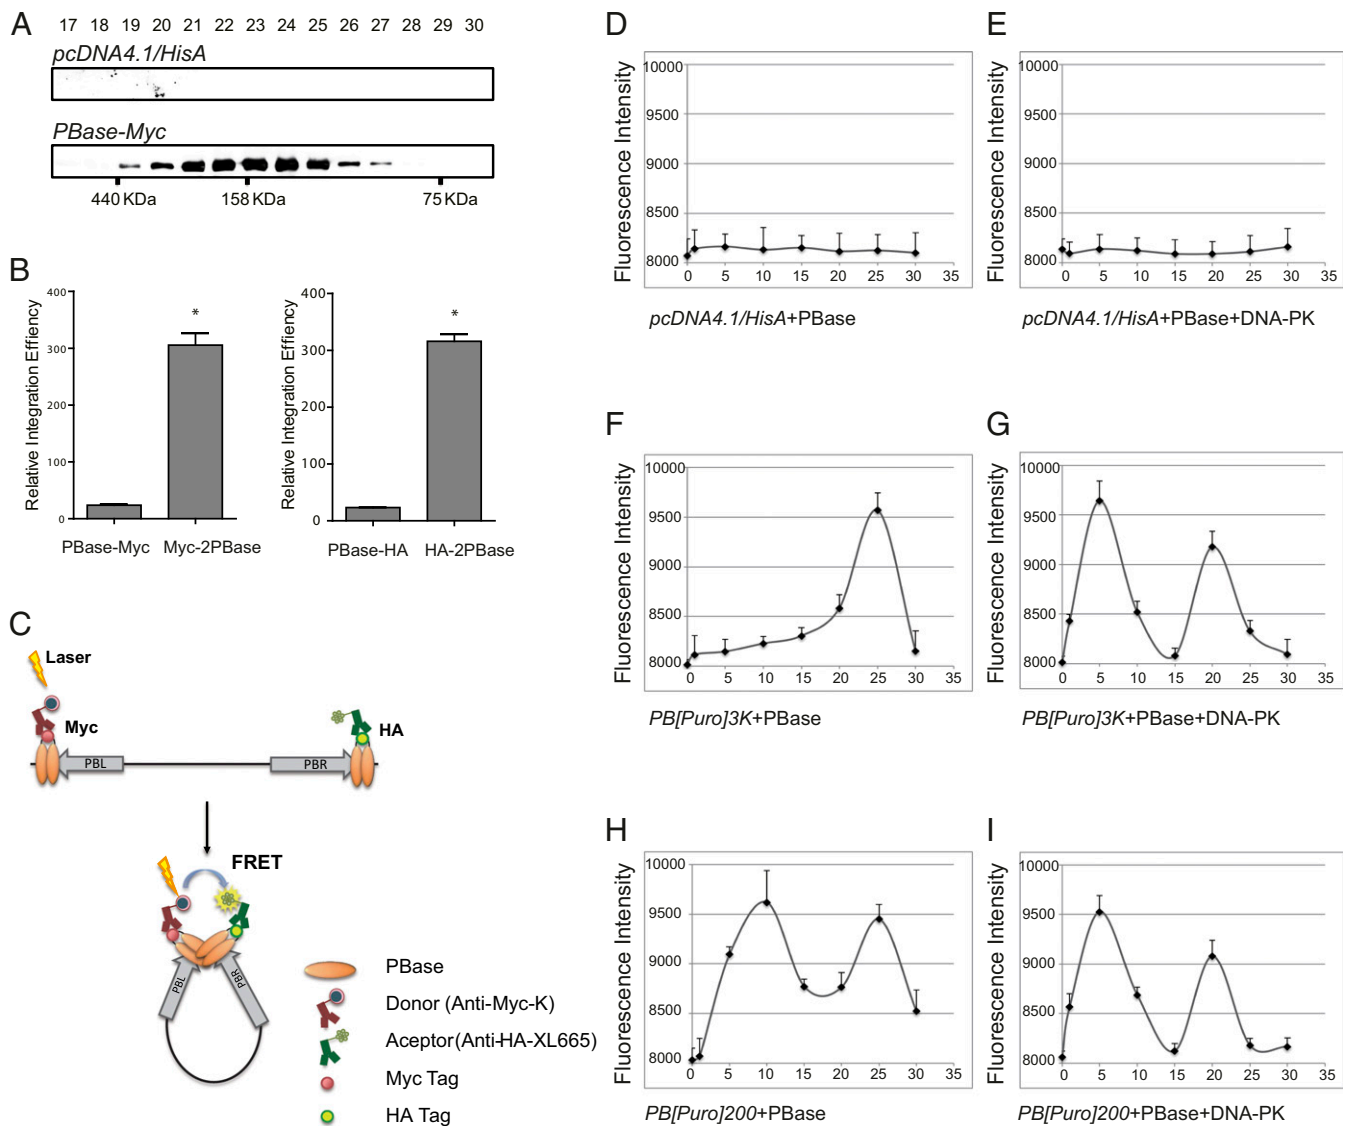 A
17 18 19 20 21 22 23 24 25 26 27 28 29 30
pcDNA4.1/HisA
PBase-Myc
440 KDa 158 KDa 75 KDa
B
Relative Integration Effiency
400
300
200
100
0
PBase-Myc Myc-2PBase
*
Relative Integration Effiency
400
300
200
100
0
PBase-HA HA-2PBase
*
C
Laser
Myc
HA
PBL
PBR
FRET
PBL
PBR
PBase
Donor (Anti-Myc-K)
Aceptor(Anti-HA-XL665)
Myc Tag
HA Tag
D
Fluorescence Intensity
10000
9500
9000
8500
8000
0 5 10 15 20 25 30 35
pcDNA4.1/HisA+PBase
E
Fluorescence Intensity
10000
9500
9000
8500
8000
0 5 10 15 20 25 30 35
pcDNA4.1/HisA+PBase+DNA-PK
F
Fluorescence Intensity
10000
9500
9000
8500
8000
0 5 10 15 20 25 30 35
PB[Puro]3K+PBase
G
Fluorescence Intensity
10000
9500
9000
8500
8000
0 5 10 15 20 25 30 35
PB[Puro]3K+PBase+DNA-PK
H
Fluorescence Intensity
10000
9500
9000
8500
8000
0 5 10 15 20 25 30 35
PB[Puro]200+PBase
I
Fluorescence Intensity
10000
9500
9000
8500
8000
0 5 10 15 20 25 30 35
PB[Puro]200+PBase+DNA-PK